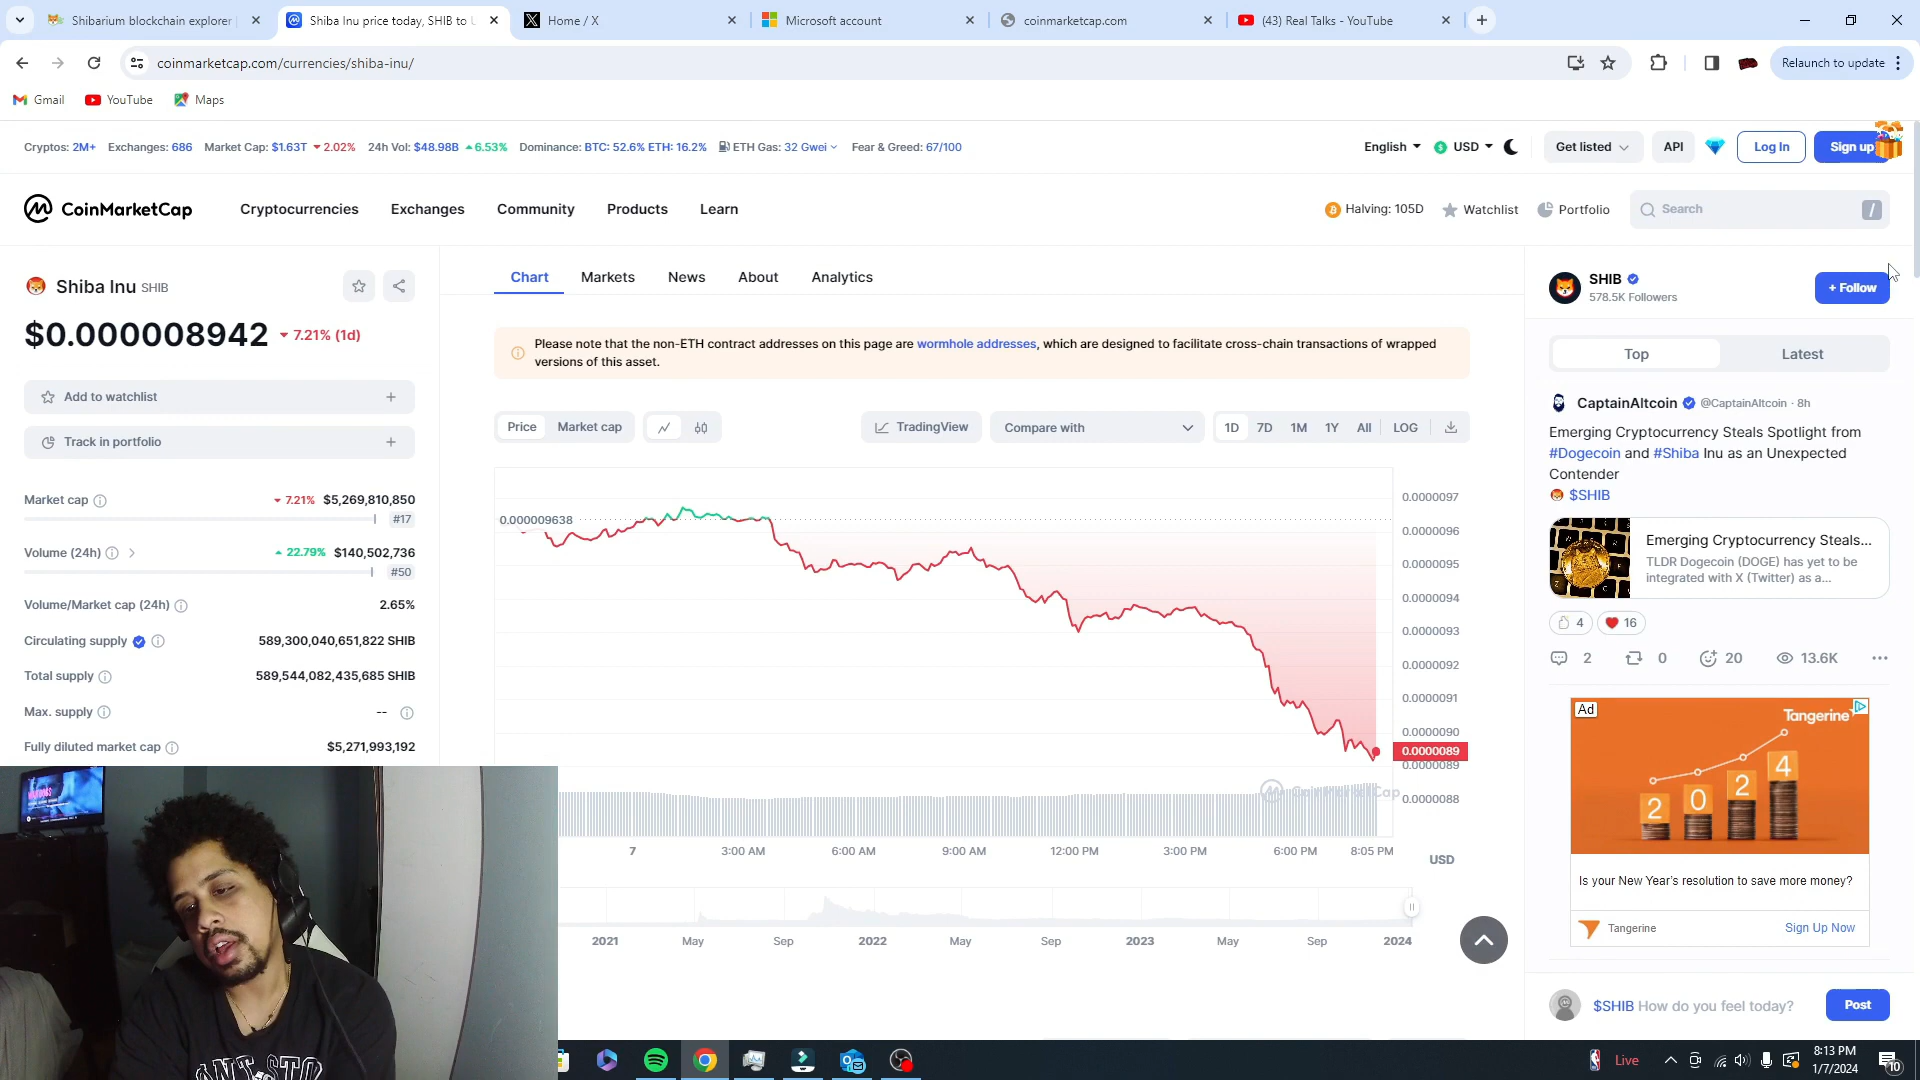 Shibarium blockchain explorer
Shiba Inu price today, SHIB to U
Home / X
Microsoft account
coinmarketcap.com
(43) Real Talks - YouTube
coinmarketcap.com/currencies/shiba-inu/
Relaunch to update
Gmail
YouTube
Maps
Cryptos: 2M+ Exchanges: 686 Market Cap: $1.63T 2.02% 24h Vol: $48.98B 6.53% Dominance: BTC: 52.6% ETH: 16.2% ETH Gas: 32 Gwei Fear & Greed: 67/100
English USD Get listed API Log In Sign up
CoinMarketCap
Cryptocurrencies Exchanges Community Products Learn
Halving: 105D Watchlist Portfolio Search /
Shiba Inu SHIB
$0.000008942 7.21% (1d)
Add to watchlist +
Track in portfolio +
Market cap 7.21% $5,269,810,850
#17
Volume (24h) 22.79% $140,502,736
#50
Volume/Market cap (24h) 2.65%
Circulating supply 589,300,040,651,822 SHIB
Total supply 589,544,082,435,685 SHIB
Max. supply --
Fully diluted market cap $5,271,993,192
Chart Markets News About Analytics
Please note that the non-ETH contract addresses on this page are wormhole addresses, which are designed to facilitate cross-chain transactions of wrapped
versions of this asset.
Price Market cap TradingView Compare with 1D 7D 1M 1Y All LOG
0.000009638
0.0000097
0.0000096
0.0000095
0.0000094
0.0000093
0.0000092
0.0000091
0.0000090
0.0000089
0.0000089
0.0000088
CoinMarketCap
7 3:00 AM 6:00 AM 9:00 AM 12:00 PM 3:00 PM 6:00 PM 8:05 PM
USD
2021 May Sep 2022 May Sep 2023 May Sep 2024
SHIB
578.5K Followers
+ Follow
Top Latest
CaptainAltcoin @CaptainAltcoin · 8h
Emerging Cryptocurrency Steals Spotlight from
#Dogecoin and #Shiba Inu as an Unexpected
Contender
$SHIB
Emerging Cryptocurrency Steals...
TLDR Dogecoin (DOGE) has yet to be
integrated with X (Twitter) as a...
4 16
2 0 20 13.6K
Ad
Tangerine
2 0 2 4
Is your New Year's resolution to save more money?
Tangerine Sign Up Now
$SHIB How do you feel today? Post
Live
8:13 PM
1/7/2024
10